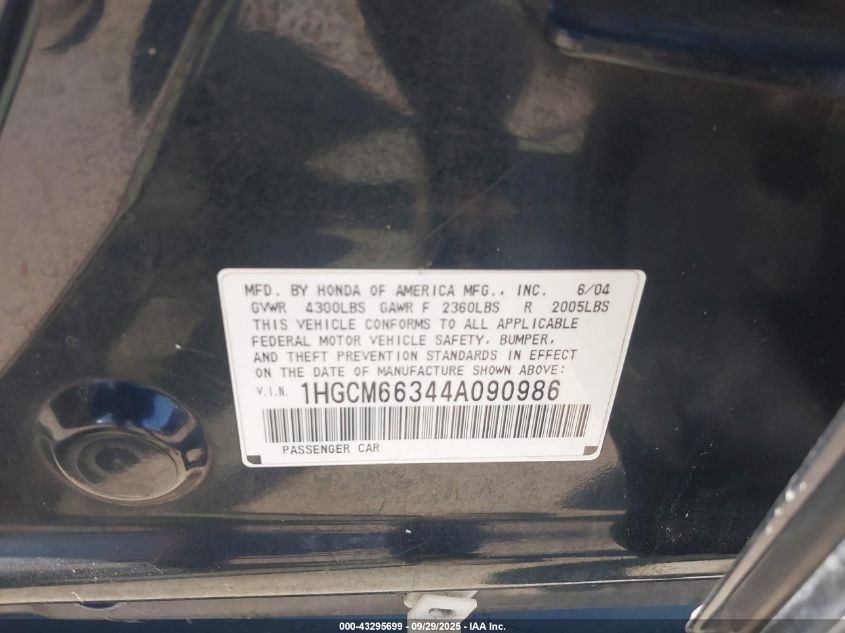 MFD. BY HONDA OF AMERICA MFG., INC. 6/04
GVWR 4300LBS GAWR F 2360LBS R 2005LBS
THIS VEHICLE CONFORMS TO ALL APPLICABLE
FEDERAL MOTOR VEHICLE SAFETY, BUMPER,
AND THEFT PREVENTION STANDARDS IN EFFECT
ON THE DATE OF MANUFACTURE SHOWN ABOVE:
V.I.N. 1HGCM66344A090986
PASSENGER CAR
000-43295699 - 09/29/2025 - IAA Inc.